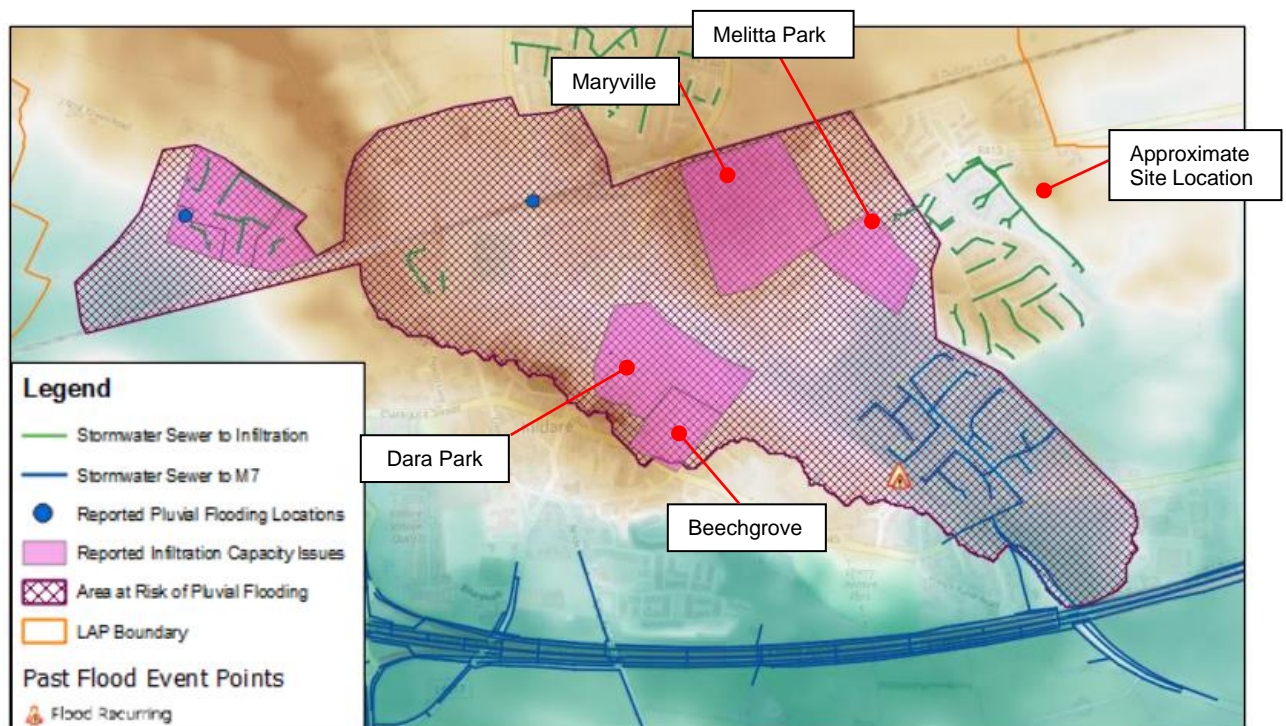 Melitta Park
Maryville
Approximate
Site Location
Dara Park
Beechgrove
Legend
Stormwater Sewer to Infiltration
Stormwater Sewer to M7
Reported Pluvial Flooding Locations
Reported Infiltration Capacity Issues
Area at Risk of Pluvial Flooding
LAP Boundary
Past Flood Event Points
Flood Recurring